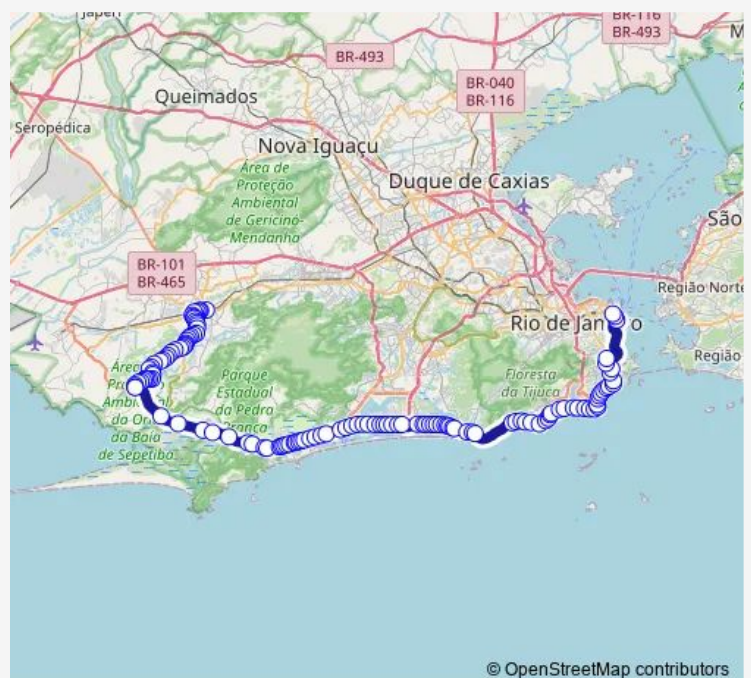 Japeri
BR-116
BR-493
BR-493
BR-040
BR-116
Queimados
Seropédica
Nova Iguaçu
Área de
Proteção
Ambiental
de Gericinó-
Mendanha
Duque de Caxias
São
BR-101
BR-465
Região Norte
Rio de Janeiro
Região
Parque
Estadual
da Pedra
Branca
Floresta
da Tijuca
da Baía
de Sepetiba
© OpenStreetMap contributors